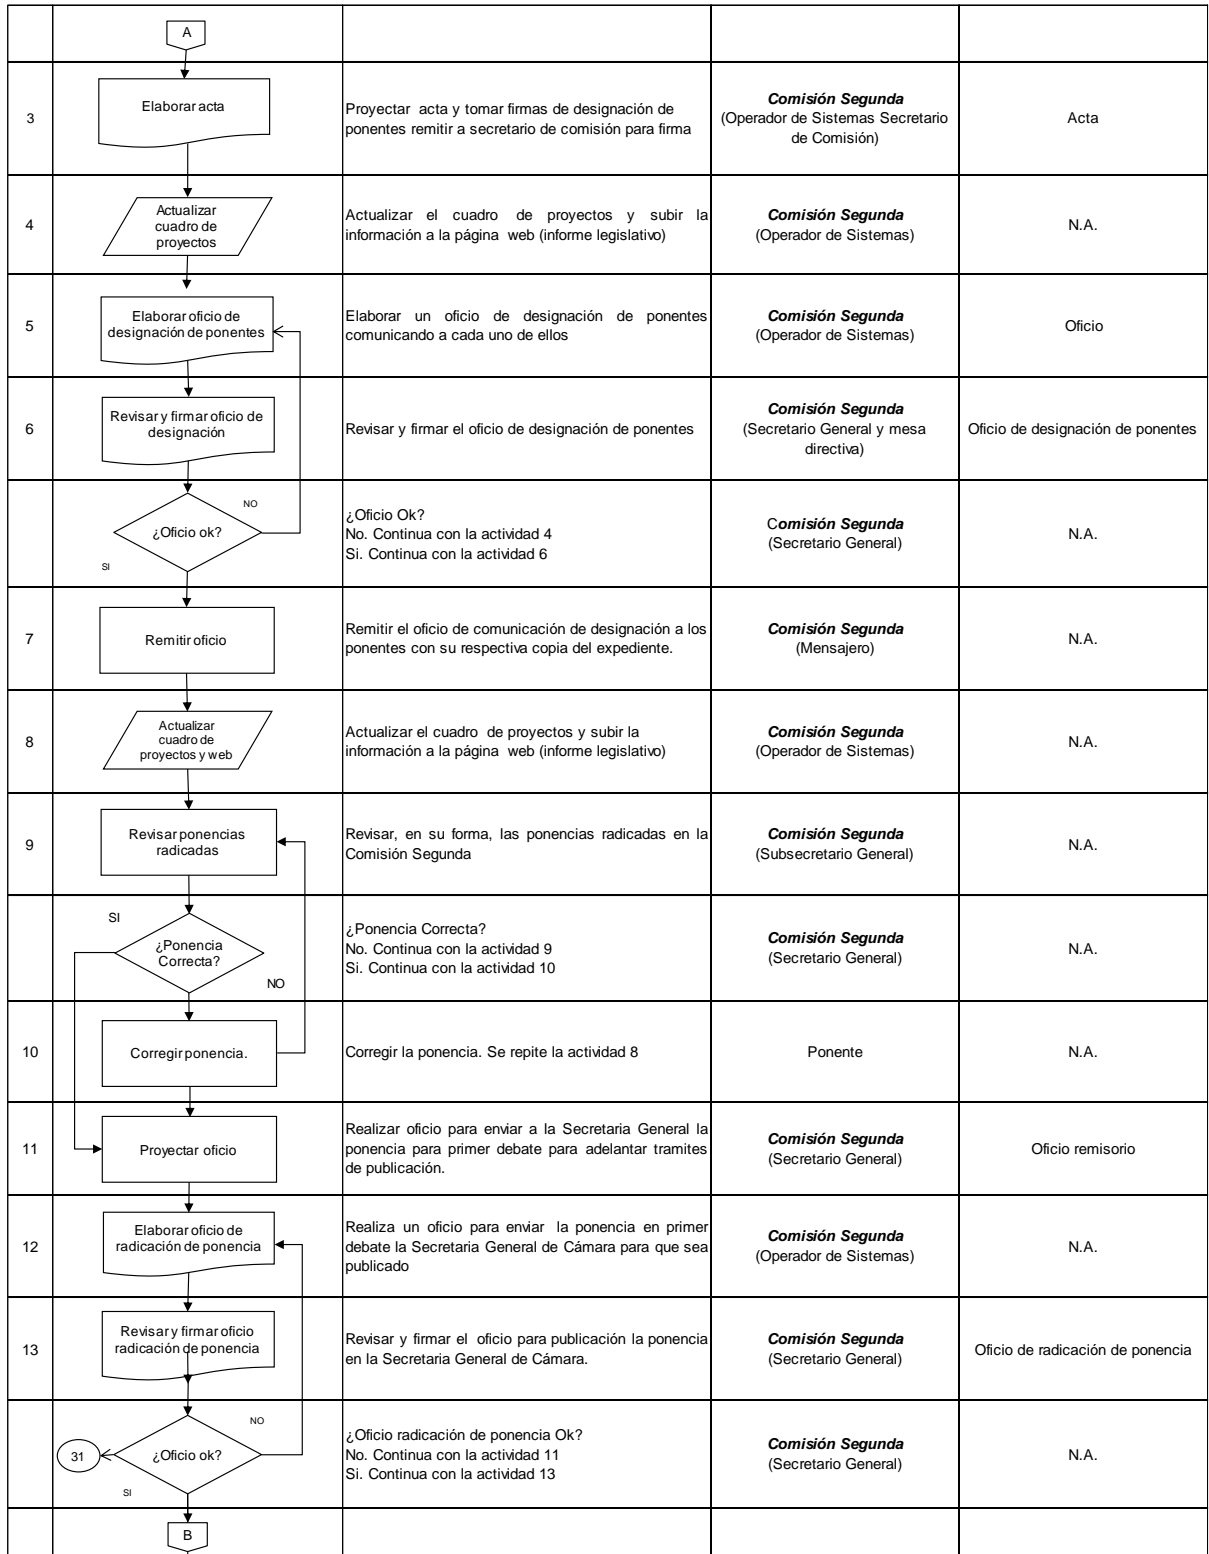 A
3
Elaborar acta
Proyectar acta y tomar firmas de designación de
ponentes remitir a secretario de comisión para firma
Comisión Segunda
(Operador de Sistemas Secretario
de Comisión)
Acta
4
Actualizar
cuadro de
proyectos
Actualizar el cuadro de proyectos y subir la
información a la página web (informe legislativo)
Comisión Segunda
(Operador de Sistemas)
N.A.
5
Elaborar oficio de
designación de ponentes
Elaborar un oficio de designación de ponentes
comunicando a cada uno de ellos
Comisión Segunda
(Operador de Sistemas)
Oficio
6
Revisar y firmar oficio de
designación
Revisar y firmar el oficio de designación de ponentes
Comisión Segunda
(Secretario General y mesa
directiva)
Oficio de designación de ponentes
NO
¿Oficio ok?
SI
¿Oficio Ok?
No. Continua con la actividad 4
Si. Continua con la actividad 6
Comisión Segunda
(Secretario General)
N.A.
7
Remitir oficio
Remitir el oficio de comunicación de designación a los
ponentes con su respectiva copia del expediente.
Comisión Segunda
(Mensajero)
N.A.
8
Actualizar
cuadro de
proyectos y web
Actualizar el cuadro de proyectos y subir la
información a la página web (informe legislativo)
Comisión Segunda
(Operador de Sistemas)
N.A.
9
Revisar ponencias
radicadas
Revisar, en su forma, las ponencias radicadas en la
Comisión Segunda
Comisión Segunda
(Subsecretario General)
N.A.
SI
¿Ponencia
Correcta?
NO
¿Ponencia Correcta?
No. Continua con la actividad 9
Si. Continua con la actividad 10
Comisión Segunda
(Secretario General)
N.A.
10
Corregir ponencia.
Corregir la ponencia. Se repite la actividad 8
Ponente
N.A.
11
Proyectar oficio
Realizar oficio para enviar a la Secretaria General la
ponencia para primer debate para adelantar tramites
de publicación.
Comisión Segunda
(Secretario General)
Oficio remisorio
12
Elaborar oficio de
radicación de ponencia
Realiza un oficio para enviar la ponencia en primer
debate la Secretaria General de Cámara para que sea
publicado
Comisión Segunda
(Operador de Sistemas)
N.A.
13
Revisar y firmar oficio
radicación de ponencia
Revisar y firmar el oficio para publicación la ponencia
en la Secretaria General de Cámara.
Comisión Segunda
(Secretario General)
Oficio de radicación de ponencia
NO
31
¿Oficio ok?
SI
¿Oficio radicación de ponencia Ok?
No. Continua con la actividad 11
Si. Continua con la actividad 13
Comisión Segunda
(Secretario General)
N.A.
B